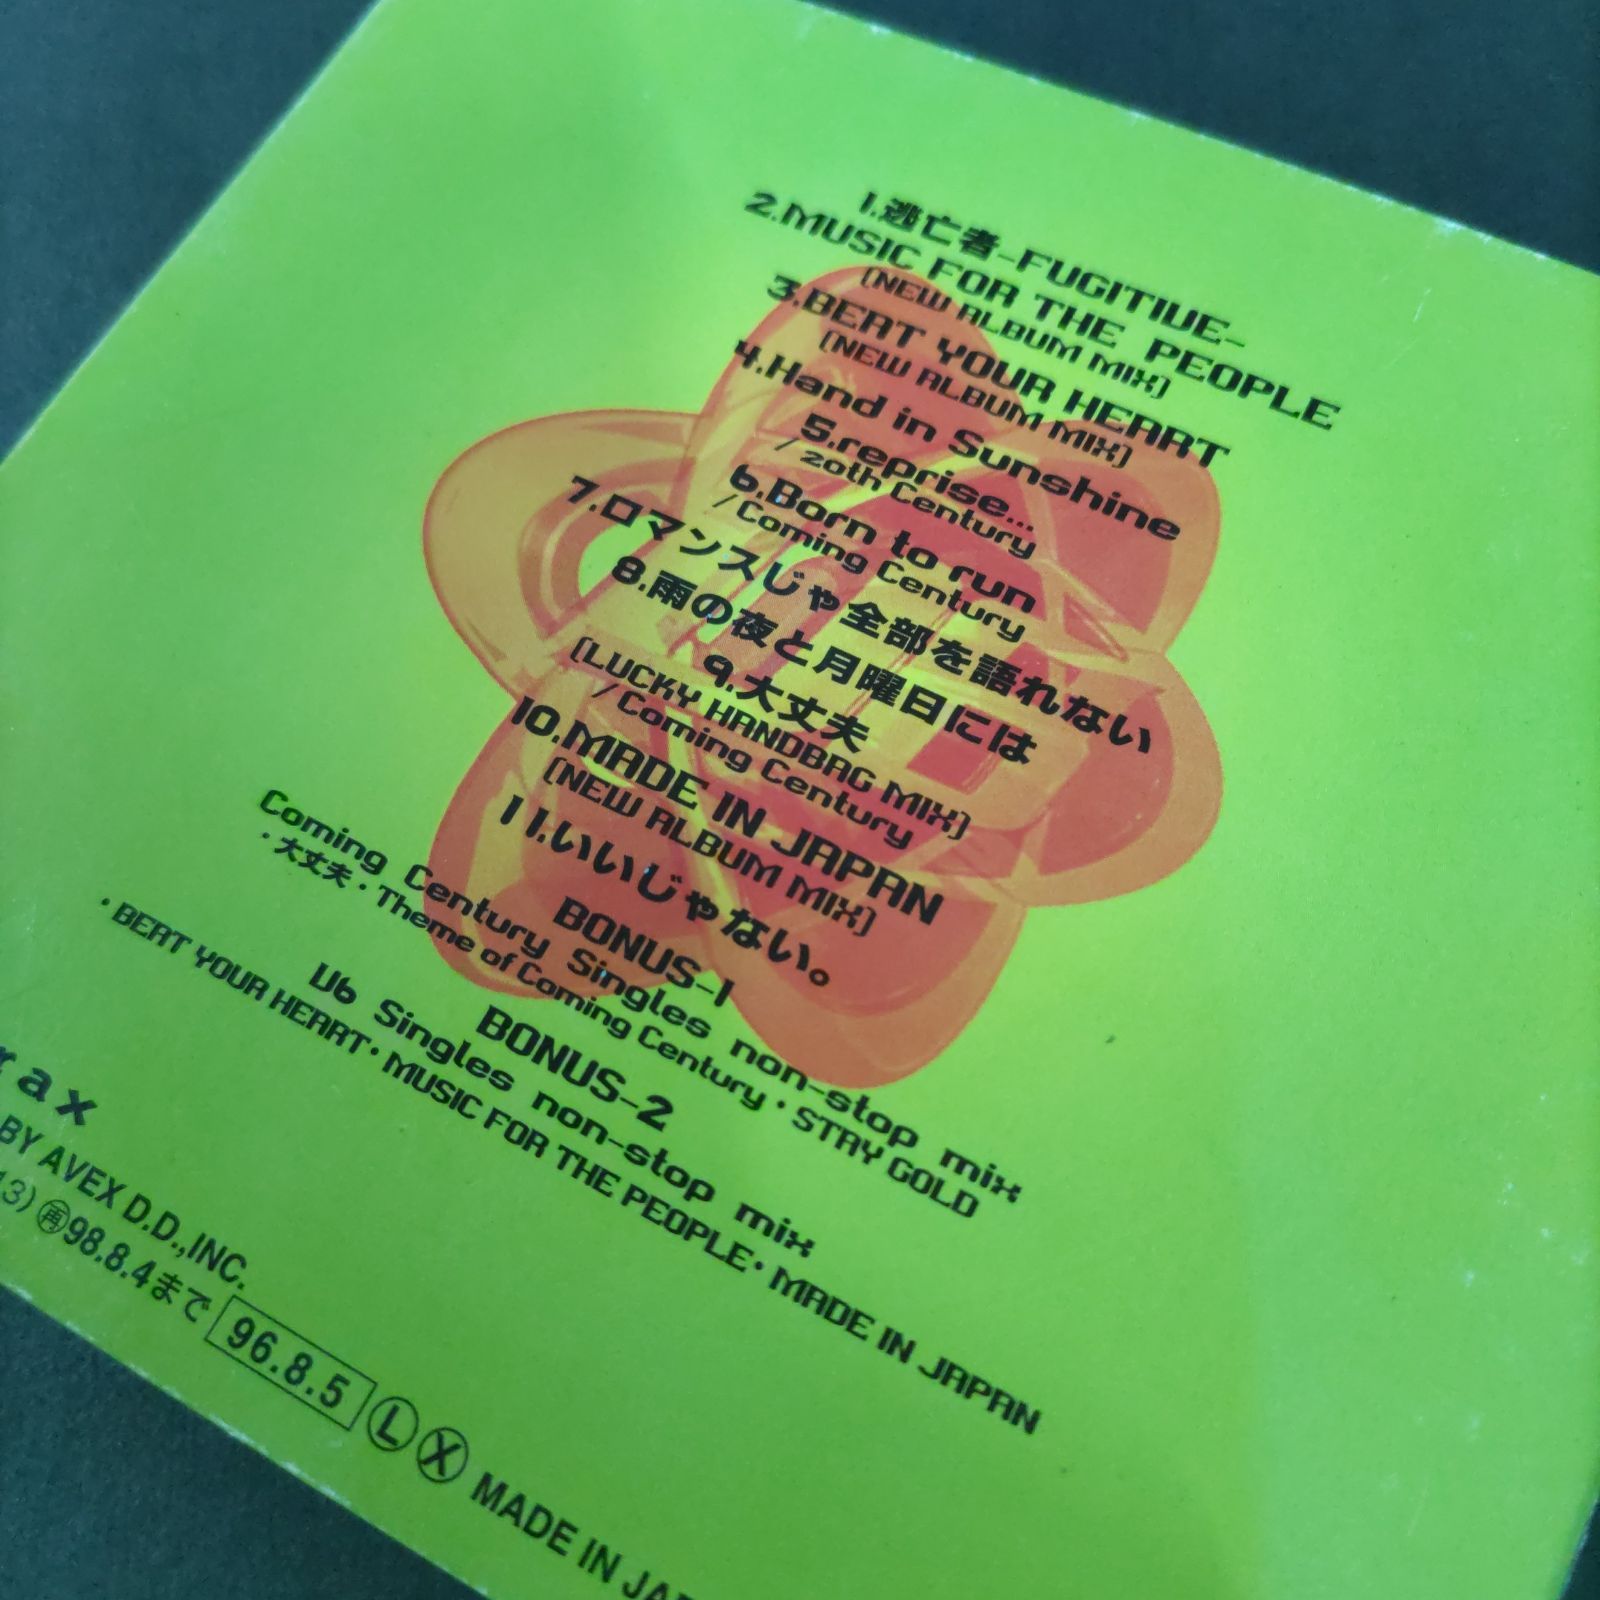 1.逃亡者-FUGITIVE-
2.MUSIC FOR THE PEOPLE
[NEW ALBUM MIX]
3.BEAT YOUR HEART
[NEW ALBUM MIX]
4.Hand in Sunshine
5.reprise...
/ 20th Century
6.Born to run
/ Coming Century
7.ロマンスじゃ全部を語れない
8.雨の夜と月曜日には
9.大丈夫
[LUCKY HANDBAG MIX]
/ Coming Century
10.MADE IN JAPAN
[NEW ALBUM MIX]
11.いいじゃない。
BONUS-1
Coming Century Singles non-stop mix
・大丈夫・Theme of Coming Century・STAY GOLD
BONUS-2
V6 Singles non-stop mix
・BEAT YOUR HEART・MUSIC FOR THE PEOPLE・MADE IN JAPAN
rax
BY AVEX D.D.,INC.
13) 再 98.8.4まで 96.8.5 L X MADE IN JA